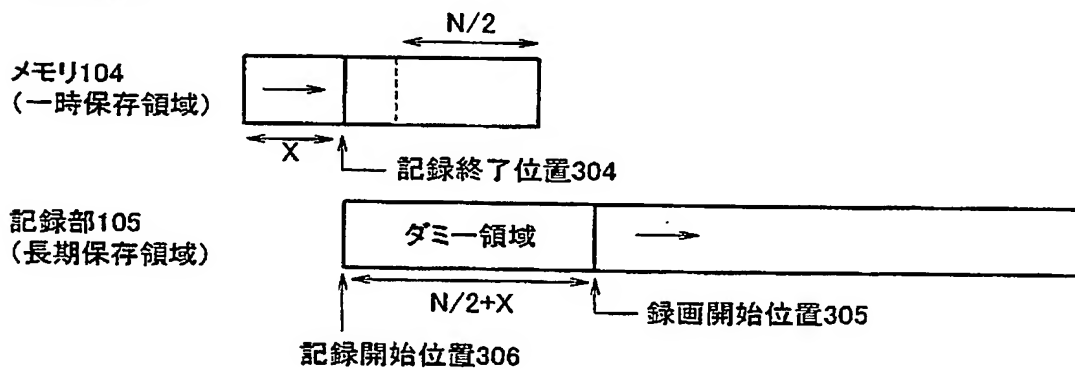 N/2
メモリ104
(一時保存領域)
X
記録終了位置304
記録部105
(長期保存領域)
ダミー領域
N/2+X
録画開始位置305
記録開始位置306